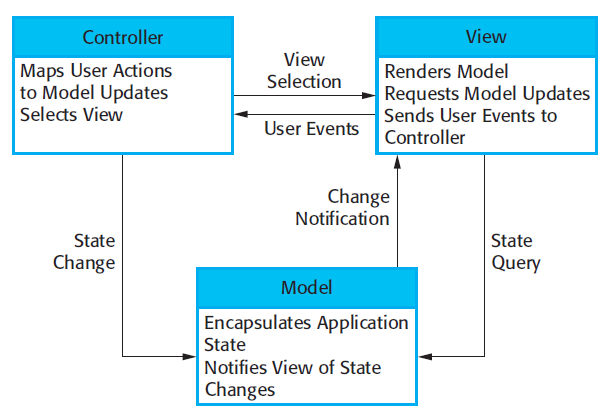 Controller
Maps User Actions
to Model Updates
Selects View
View
Selection
User Events
View
Renders Model
Requests Model Updates
Sends User Events to
Controller
State
Change
Change
Notification
State
Query
Model
Encapsulates Application
State
Notifies View of State
Changes